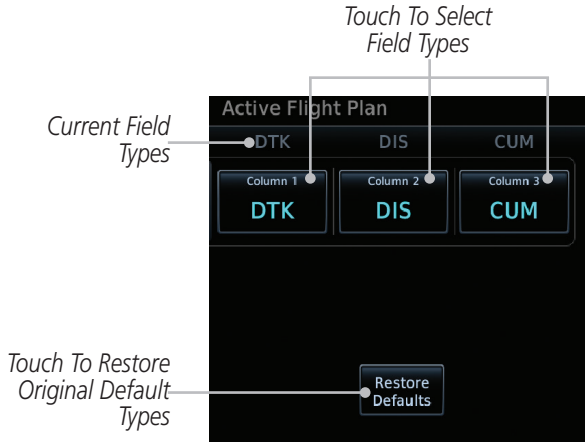 Touch To Select
Field Types
Active Flight Plan
Current Field
Types
DTK DIS CUM
Column 1 Column 2 Column 3
DTK DIS CUM
Touch To Restore
Original Default
Types
Restore
Defaults